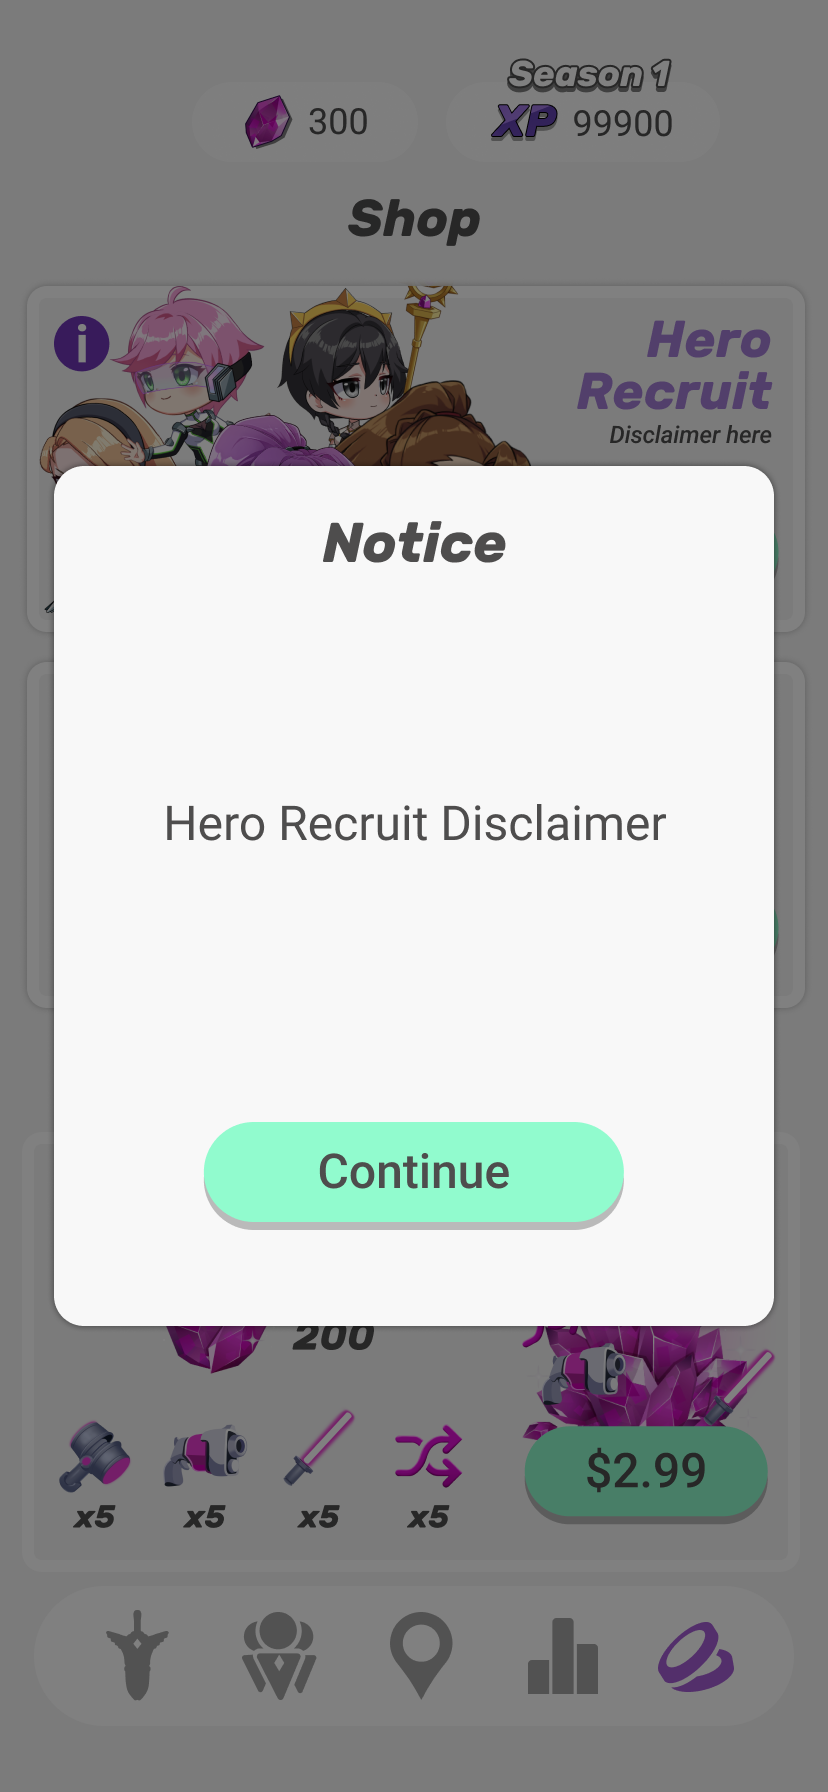 Season 1
300
XP 99900
Shop
i
Hero
Recruit
Disclaimer here
Notice
Hero Recruit Disclaimer
Continue
200
$2.99
x5 x5 x5 x5